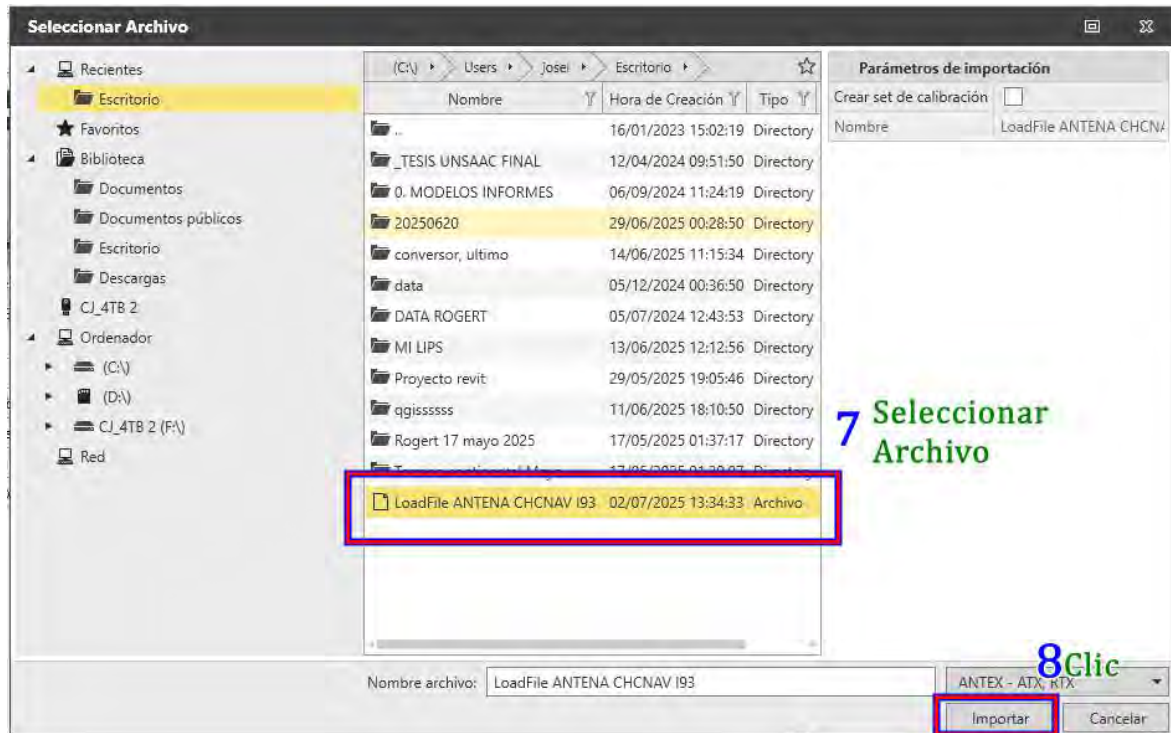 Seleccionar Archivo
Recientes
Escritorio
Favoritos
Biblioteca
Documentos
Documentos públicos
Escritorio
Descargas
CJ_4TB 2
Ordenador
(C:\)
(D:\)
CJ_4TB 2 (F:\)
Red
(C:\) Users Josei Escritorio
Nombre Hora de Creación Tipo
.. 16/01/2023 15:02:19 Directory
_TESIS UNSAAC FINAL 12/04/2024 09:51:50 Directory
0. MODELOS INFORMES 06/09/2024 11:24:19 Directory
20250620 29/06/2025 00:28:50 Directory
conversor, ultimo 14/06/2025 11:15:34 Directory
data 05/12/2024 00:36:50 Directory
DATA ROGERT 05/07/2024 12:43:53 Directory
MI LIPS 13/06/2025 12:12:56 Directory
Proyecto revit 29/05/2025 19:05:46 Directory
qgissssss 11/06/2025 18:10:50 Directory
Rogert 17 mayo 2025 17/05/2025 01:37:17 Directory
Directory
LoadFile ANTENA CHCNAV I93 02/07/2025 13:34:33 Archivo
Parámetros de importación
Crear set de calibración
Nombre LoadFile ANTENA CHCN
7 Seleccionar
Archivo
Nombre archivo: LoadFile ANTENA CHCNAV I93
8 Clic
ANTEX - ATX, RTX
Importar Cancelar